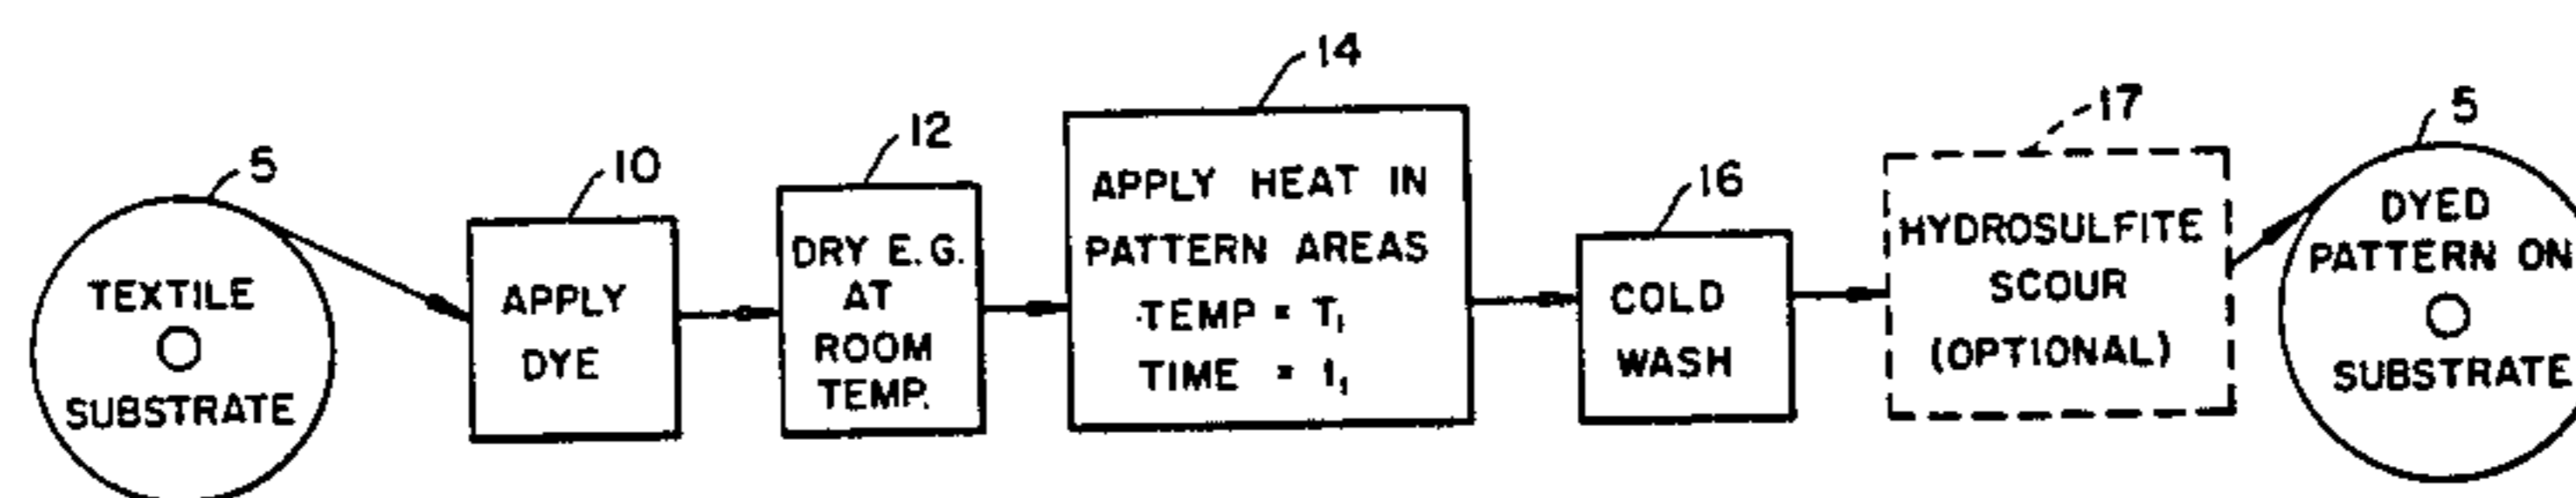 5
TEXTILE
SUBSTRATE
10
APPLY
DYE
12
DRY E.G.
AT
ROOM
TEMP.
14
APPLY HEAT IN
PATTERN AREAS
TEMP = T₁
TIME = t₁
16
COLD
WASH
17
HYDROSULFITE
SCOUR
(OPTIONAL)
5
DYED
PATTERN ON
SUBSTRATE